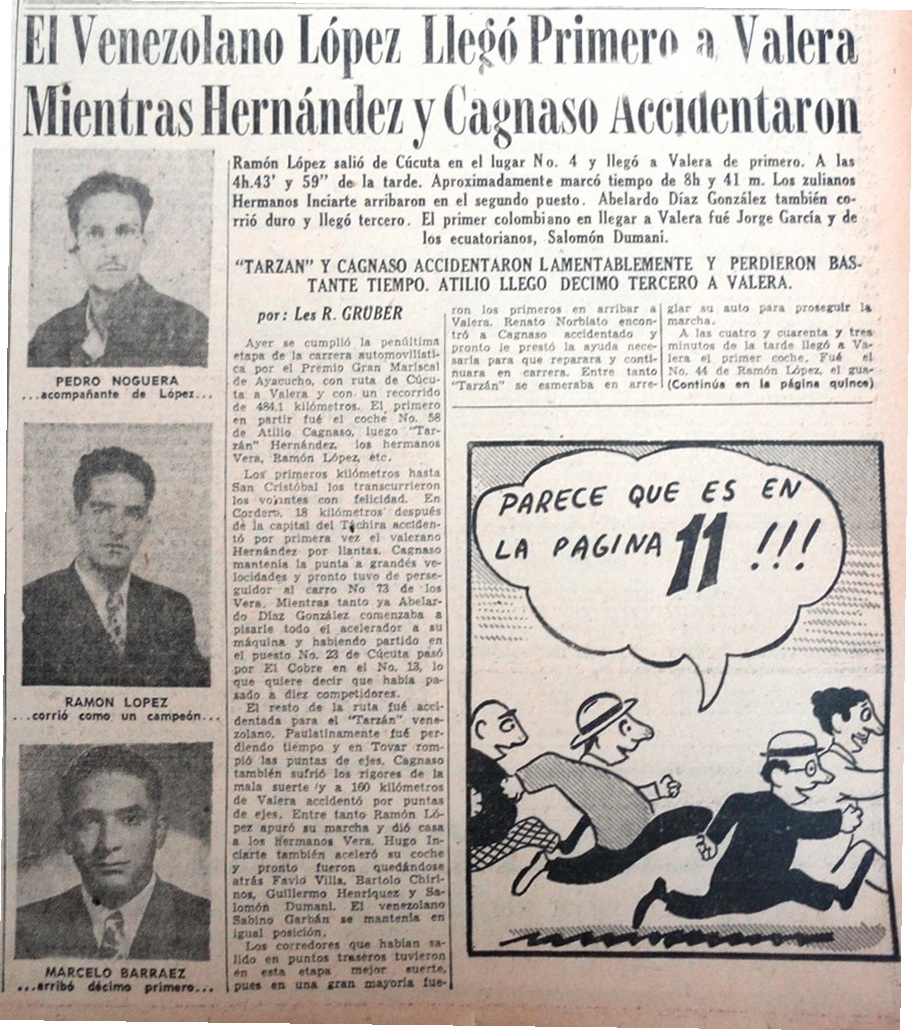 El Venezolano López Llegó Primero a Valera
Mientras Hernández y Cagnaso Accidentaron
PEDRO NOGUERA
...acompañante de López...
RAMON LOPEZ
...corrió como un campeón...
MARCELO BARRAEZ
...arribó décimo primero...
Ramón López salió de Cúcuta en el lugar No. 4 y llegó a Valera de primero. A las
4h.43' y 59" de la tarde. Aproximadamente marcó tiempo de 8h y 41 m. Los zulianos
Hermanos Inciarte arribaron en el segundo puesto. Abelardo Díaz González también co-
rrió duro y llegó tercero. El primer colombiano en llegar a Valera fué Jorge García y de
los ecuatorianos, Salomón Dumani.
"TARZAN" Y CAGNASO ACCIDENTARON LAMENTABLEMENTE Y PERDIERON BAS-
TANTE TIEMPO. ATILIO LLEGO DECIMO TERCERO A VALERA.
por: Les R. GRUBER
Ayer se cumplió la penúltima
etapa de la carrera automovilística
por el Premio Gran Mariscal
de Ayacucho, con ruta de Cúcu-
ta a Valera y con un recorrido
de 484.1 kilómetros. El primero
en partir fué el coche No. 58
de Atilio Cagnaso, luego "Tar-
zán" Hernández, los hermanos
Vera, Ramón López, etc.
Los primeros kilómetros hasta
San Cristóbal los transcurrieron
los volantes con felicidad. En
Cordero, 18 kilómetros después
de la capital del Táchira acciden-
tó por primera vez el valerano
Hernández por llantas. Cagnaso
mantenía la punta a grandes ve-
locidades y pronto tuvo de perse-
guidor al carro No 73 de los
Vera. Mientras tanto ya Abelar-
do Díaz González comenzaba a
pisarle todo el acelerador a su
máquina y habiendo partido en
el puesto No. 23 de Cúcuta pasó
por El Cobre en el No. 13, lo
que quiere decir que había pa-
sado a diez competidores.
El resto de la ruta fué acci-
dentada para el "Tarzán" vene-
zolano. Paulatinamente fué per-
diendo tiempo y en Tovar rom-
pió las puntas de ejes. Cagnaso
también sufrió los rigores de la
mala suerte y a 160 kilómetros
de Valera accidentó por puntas
de ejes. Entre tanto Ramón Ló-
pez apuró su marcha y dió casa
a los Hermanos Vera. Hugo In-
ciarte también aceleró su coche
y pronto fueron quedándose
atrás Favio Villa, Bartolo Chiri-
nos, Guillermo Henríquez y Sa-
lomón Dumani. El venezolano
Sabino Garbán se mantenía en
igual posición.
Los corredores que habían sa-
lido en puntos traseros tuvieron
en esta etapa mejor suerte,
pues en una gran mayoría fue-
ron los primeros en arribar a
Valera. Renato Norbiato encon-
tró a Cagnaso accidentado y
pronto le prestó la ayuda nece-
saria para que reparara y conti-
nuara en carrera. Entre tanto
"Tarzán" se esmeraba en arre-
glar su auto para proseguir la
marcha.
A las cuatro y cuarenta y tres
minutos de la tarde llegó a Va-
lera el primer coche. Fué el
No. 44 de Ramón López, el gua-
(Continús en la página quince)
PARECE QUE ES EN
LA PAGINA 11 !!!